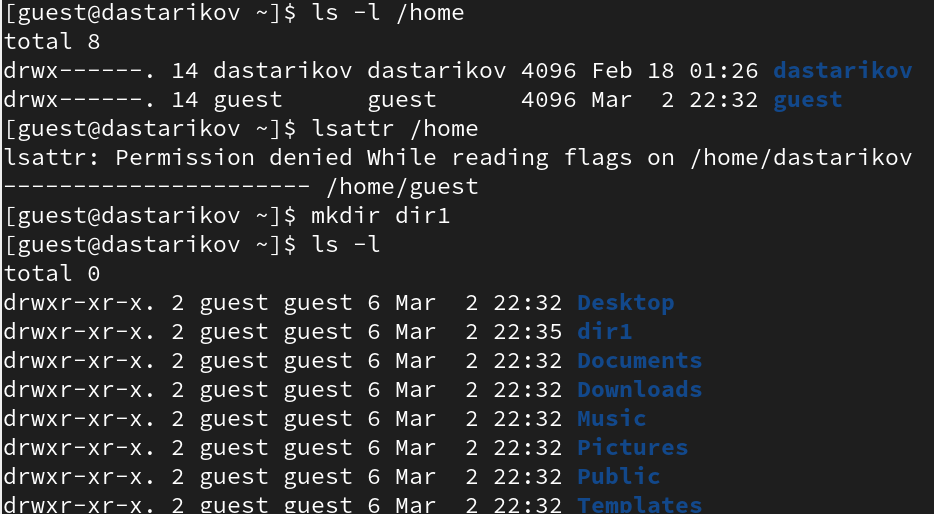 [guest@dastarikov ~]$ ls -l /home
total 8
drwx------. 14 dastarikov dastarikov 4096 Feb 18 01:26 dastarikov
drwx------. 14 guest      guest      4096 Mar  2 22:32 guest
[guest@dastarikov ~]$ lsattr /home
lsattr: Permission denied While reading flags on /home/dastarikov
---------------------- /home/guest
[guest@dastarikov ~]$ mkdir dir1
[guest@dastarikov ~]$ ls -l
total 0
drwxr-xr-x. 2 guest guest 6 Mar  2 22:32 Desktop
drwxr-xr-x. 2 guest guest 6 Mar  2 22:35 dir1
drwxr-xr-x. 2 guest guest 6 Mar  2 22:32 Documents
drwxr-xr-x. 2 guest guest 6 Mar  2 22:32 Downloads
drwxr-xr-x. 2 guest guest 6 Mar  2 22:32 Music
drwxr-xr-x. 2 guest guest 6 Mar  2 22:32 Pictures
drwxr-xr-x. 2 guest guest 6 Mar  2 22:32 Public
drwxr-xr-x. 2 guest guest 6 Mar  2 22:32 Templates